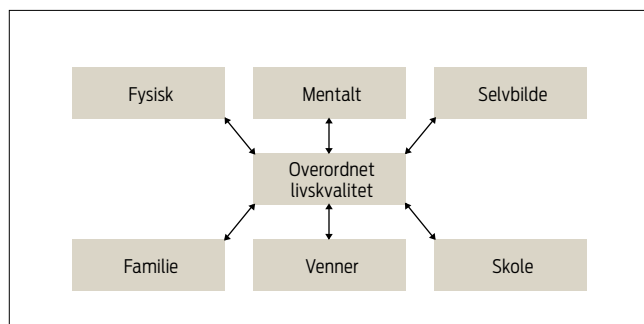 Fysisk
Mentalt
Selvbilde
Overordnet
livskvalitet
Familie
Venner
Skole